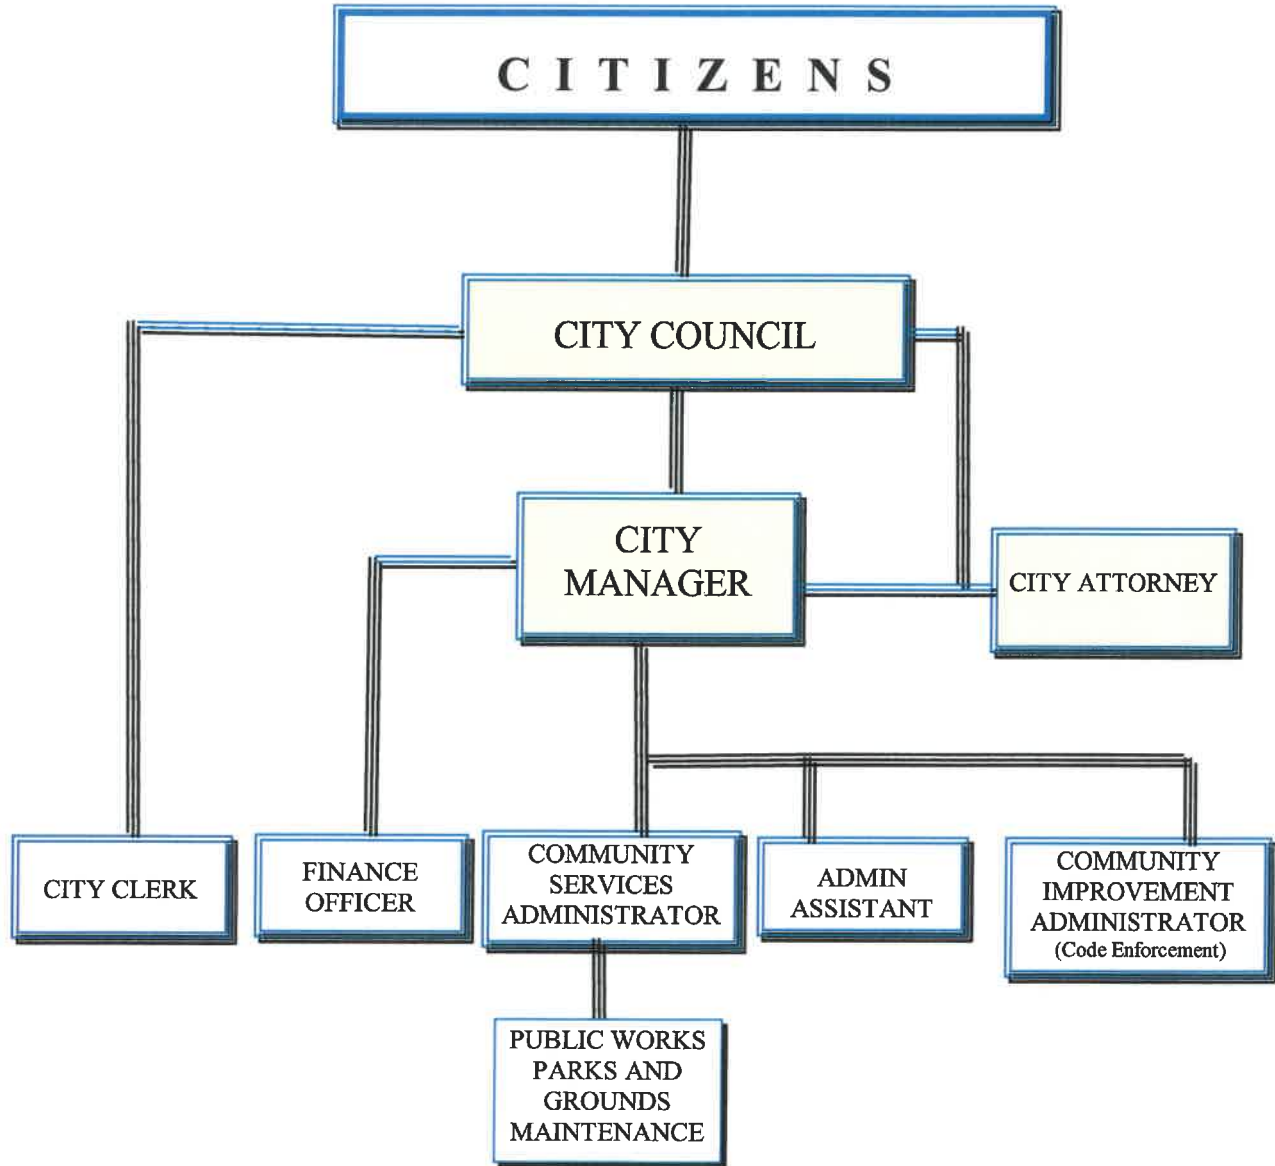 CITIZENS
CITY COUNCIL
CITY
MANAGER
CITY ATTORNEY
CITY CLERK
FINANCE
OFFICER
COMMUNITY
SERVICES
ADMINISTRATOR
ADMIN
ASSISTANT
COMMUNITY
IMPROVEMENT
ADMINISTRATOR
(Code Enforcement)
PUBLIC WORKS
PARKS AND
GROUNDS
MAINTENANCE